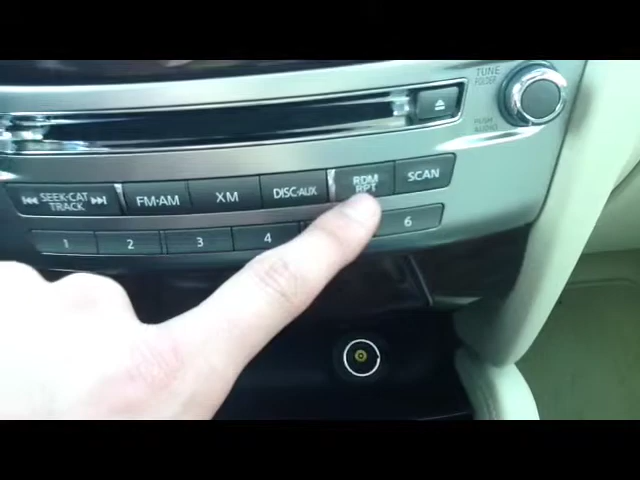 TUNE
FOLDER
PUSH
AUDIO
SEEK·CAT
TRACK
FM·AM
XM
DISC·AUX
RDM
RPT
SCAN
1
2
3
4
6